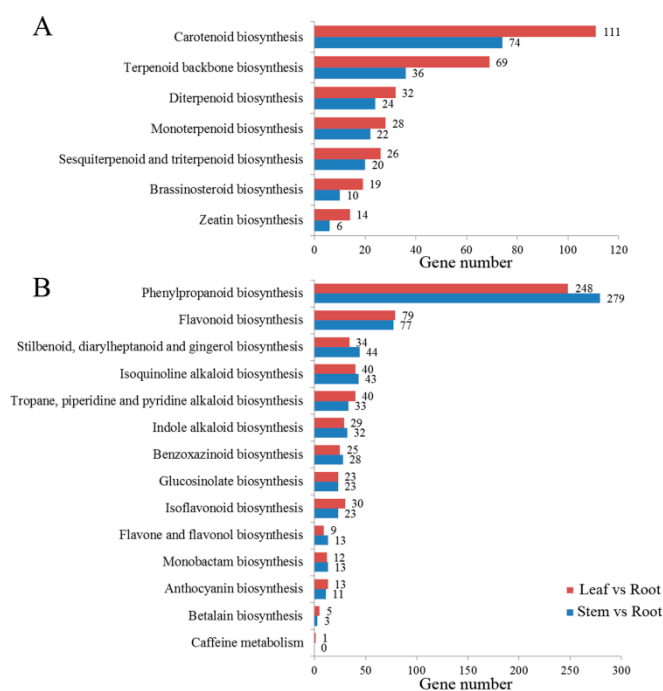 A
Carotenoid biosynthesis 111
74
Terpenoid backbone biosynthesis 69
36
Diterpenoid biosynthesis 32
24
Monoterpenoid biosynthesis 28
22
Sesquiterpenoid and triterpenoid biosynthesis 26
20
Brassinosteroid biosynthesis 19
10
Zeatin biosynthesis 14
6
0 20 40 60 80 100 120
Gene number
B
Phenylpropanoid biosynthesis 248
279
Flavonoid biosynthesis 79
77
Stilbenoid, diarylheptanoid and gingerol biosynthesis 34
44
Isoquinoline alkaloid biosynthesis 40
43
Tropane, piperidine and pyridine alkaloid biosynthesis 40
33
Indole alkaloid biosynthesis 29
32
Benzoxazinoid biosynthesis 25
28
Glucosinolate biosynthesis 23
23
Isoflavonoid biosynthesis 30
23
Flavone and flavonol biosynthesis 9
13
Monobactam biosynthesis 12
13
Anthocyanin biosynthesis 13
11
Leaf vs Root
Betalain biosynthesis 5
3
Stem vs Root
Caffeine metabolism 1
0
0 50 100 150 200 250 300
Gene number